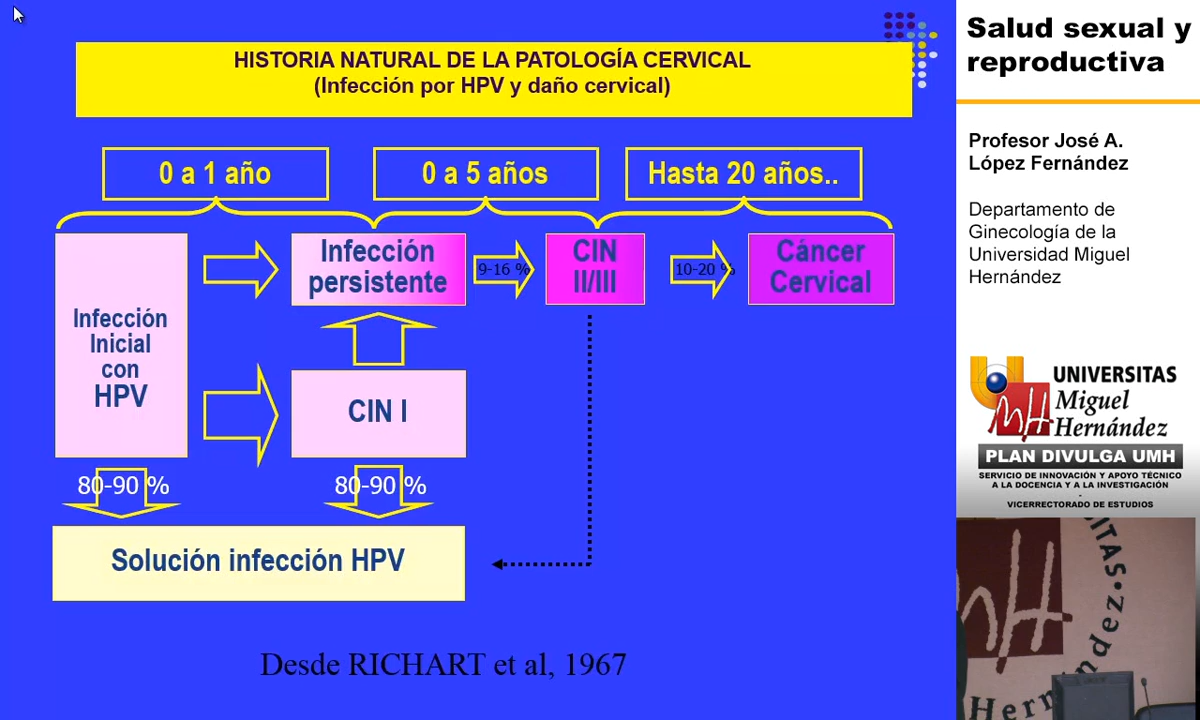 HISTORIA NATURAL DE LA PATOLOGÍA CERVICAL
(Infección por HPV y daño cervical)
0 a 1 año
0 a 5 años
Hasta 20 años..
Infección
Inicial
con
HPV
Infección
persistente
9-16 %
CIN
II/III
10-20 %
Cáncer
Cervical
CIN I
80-90 %
80-90 %
Solución infección HPV
Desde RICHART et al, 1967
Salud sexual y
reproductiva
Profesor José A.
López Fernández
Departamento de
Ginecología de la
Universidad Miguel
Hernández
UNIVERSITAS
Miguel
Hernández
PLAN DIVULGA UMH
SERVICIO DE INNOVACIÓN Y APOYO TÉCNICO
A LA DOCENCIA Y A LA INVESTIGACIÓN
-
VICERRECTORADO DE ESTUDIOS